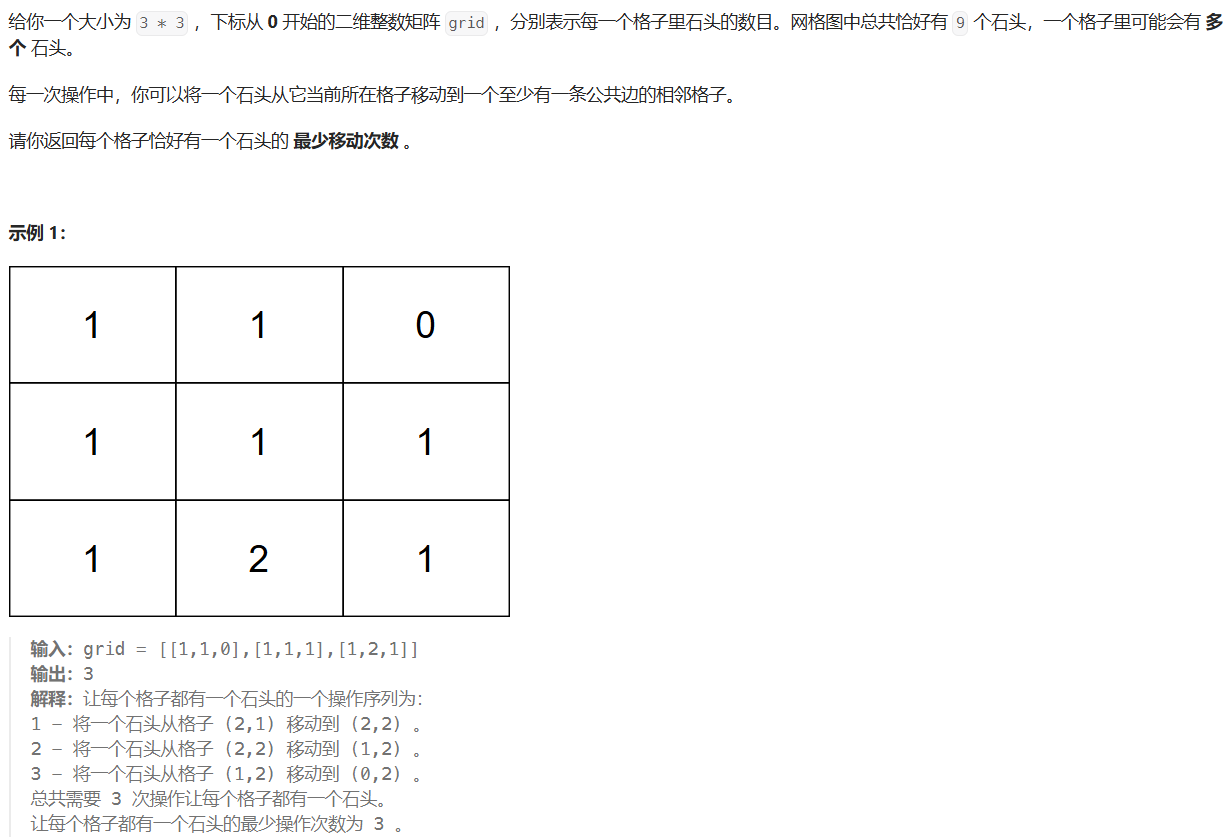 给你一个大小为 3 * 3 ，下标从 0 开始的二维整数矩阵 grid ，分别表示每一个格子里石头的数目。网格图中总共恰好有 9 个石头，一个格子里可能会有 多
个 石头。
每一次操作中，你可以将一个石头从它当前所在格子移动到一个至少有一条公共边的相邻格子。
请你返回每个格子恰好有一个石头的 最少移动次数 。
示例 1：
1 1 0
1 1 1
1 2 1
输入：grid = [[1,1,0],[1,1,1],[1,2,1]]
输出：3
解释：让每个格子都有一个石头的一个操作序列为：
1 - 将一个石头从格子 (2,1) 移动到 (2,2) 。
2 - 将一个石头从格子 (2,2) 移动到 (1,2) 。
3 - 将一个石头从格子 (1,2) 移动到 (0,2) 。
总共需要 3 次操作让每个格子都有一个石头。
让每个格子都有一个石头的最少操作次数为 3 。